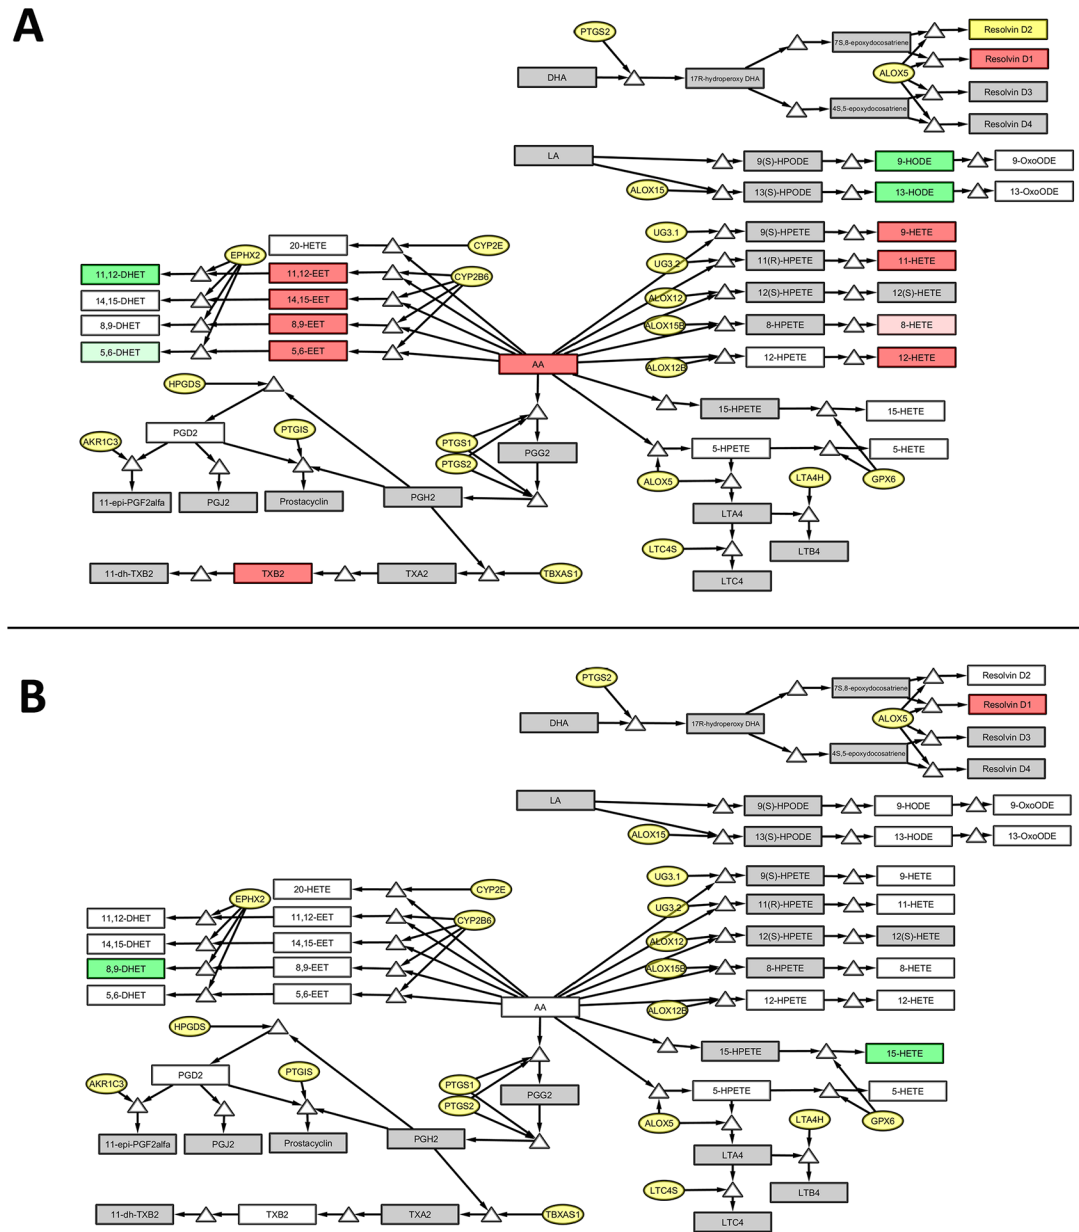 A
PTGS2
7S,8-epoxydocosatriene
Resolvin D2
DHA
17R-hydroperoxy DHA
ALOX5
Resolvin D1
4S,5-epoxydocosatriene
Resolvin D3
Resolvin D4
LA
9(S)-HPODE
9-HODE
9-OxoODE
ALOX15
13(S)-HPODE
13-HODE
13-OxoODE
UG3.1
9(S)-HPETE
9-HETE
20-HETE
CYP2E
EPHX2
UG3.2
11(R)-HPETE
11-HETE
11,12-DHET
11,12-EET
CYP2B6
ALOX12
12(S)-HPETE
12(S)-HETE
14,15-DHET
14,15-EET
ALOX15B
8-HPETE
8-HETE
8,9-DHET
8,9-EET
5,6-DHET
5,6-EET
AA
ALOX12B
12-HPETE
12-HETE
HPGDS
15-HPETE
15-HETE
PGD2
PTGIS
AKR1C3
PTGS1
PTGS2
PGG2
5-HPETE
5-HETE
ALOX5
LTA4H
GPX6
11-epi-PGF2alfa
PGJ2
Prostacyclin
PGH2
LTA4
LTC4S
LTB4
11-dh-TXB2
TXB2
TXA2
TBXAS1
LTC4
B
PTGS2
7S,8-epoxydocosatriene
Resolvin D2
DHA
17R-hydroperoxy DHA
ALOX5
Resolvin D1
4S,5-epoxydocosatriene
Resolvin D3
Resolvin D4
LA
9(S)-HPODE
9-HODE
9-OxoODE
ALOX15
13(S)-HPODE
13-HODE
13-OxoODE
UG3.1
9(S)-HPETE
9-HETE
20-HETE
CYP2E
EPHX2
UG3.2
11(R)-HPETE
11-HETE
11,12-DHET
11,12-EET
CYP2B6
ALOX12
12(S)-HPETE
12(S)-HETE
14,15-DHET
14,15-EET
ALOX15B
8-HPETE
8-HETE
8,9-DHET
8,9-EET
5,6-DHET
5,6-EET
AA
ALOX12B
12-HPETE
12-HETE
HPGDS
15-HPETE
15-HETE
PGD2
PTGIS
AKR1C3
PTGS1
PTGS2
PGG2
5-HPETE
5-HETE
ALOX5
LTA4H
GPX6
11-epi-PGF2alfa
PGJ2
Prostacyclin
PGH2
LTA4
LTC4S
LTB4
11-dh-TXB2
TXB2
TXA2
TBXAS1
LTC4